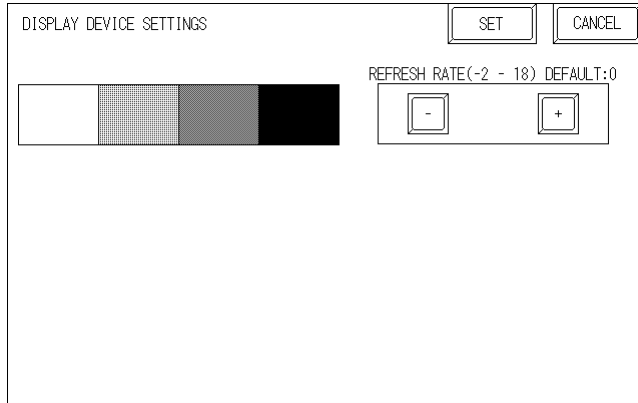 DISPLAY DEVICE SETTINGS
SET
CANCEL
REFRESH RATE(-2 - 18) DEFAULT:0
- +